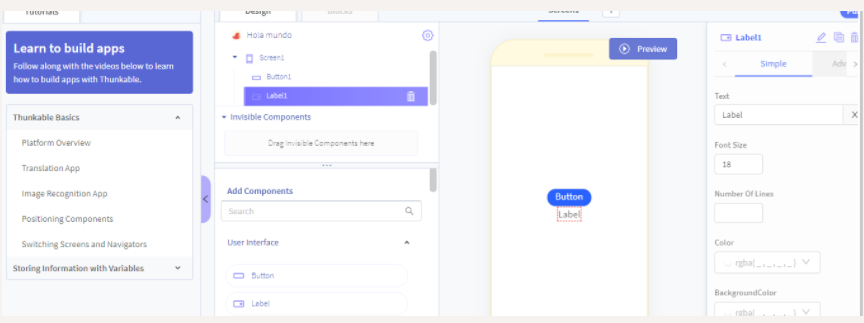 Tutorials
Learn to build apps
Follow along with the videos below to learn
how to build apps with Thunkable.
Thunkable Basics
Platform Overview
Translation App
Image Recognition App
Positioning Components
Switching Screens and Navigators
Storing Information with Variables
Design
Blocks
Hola mundo
Screen1
Button1
Label1
Invisible Components
Drag Invisible Components here
Add Components
Search
User Interface
Button
Label
Screen1
Preview
Button
Label
Label1
Simple
Adv
Text
Label
Font Size
18
Number Of Lines
Color
rgba(_,_,_,_)
BackgroundColor
rgba(_,_,_,_)